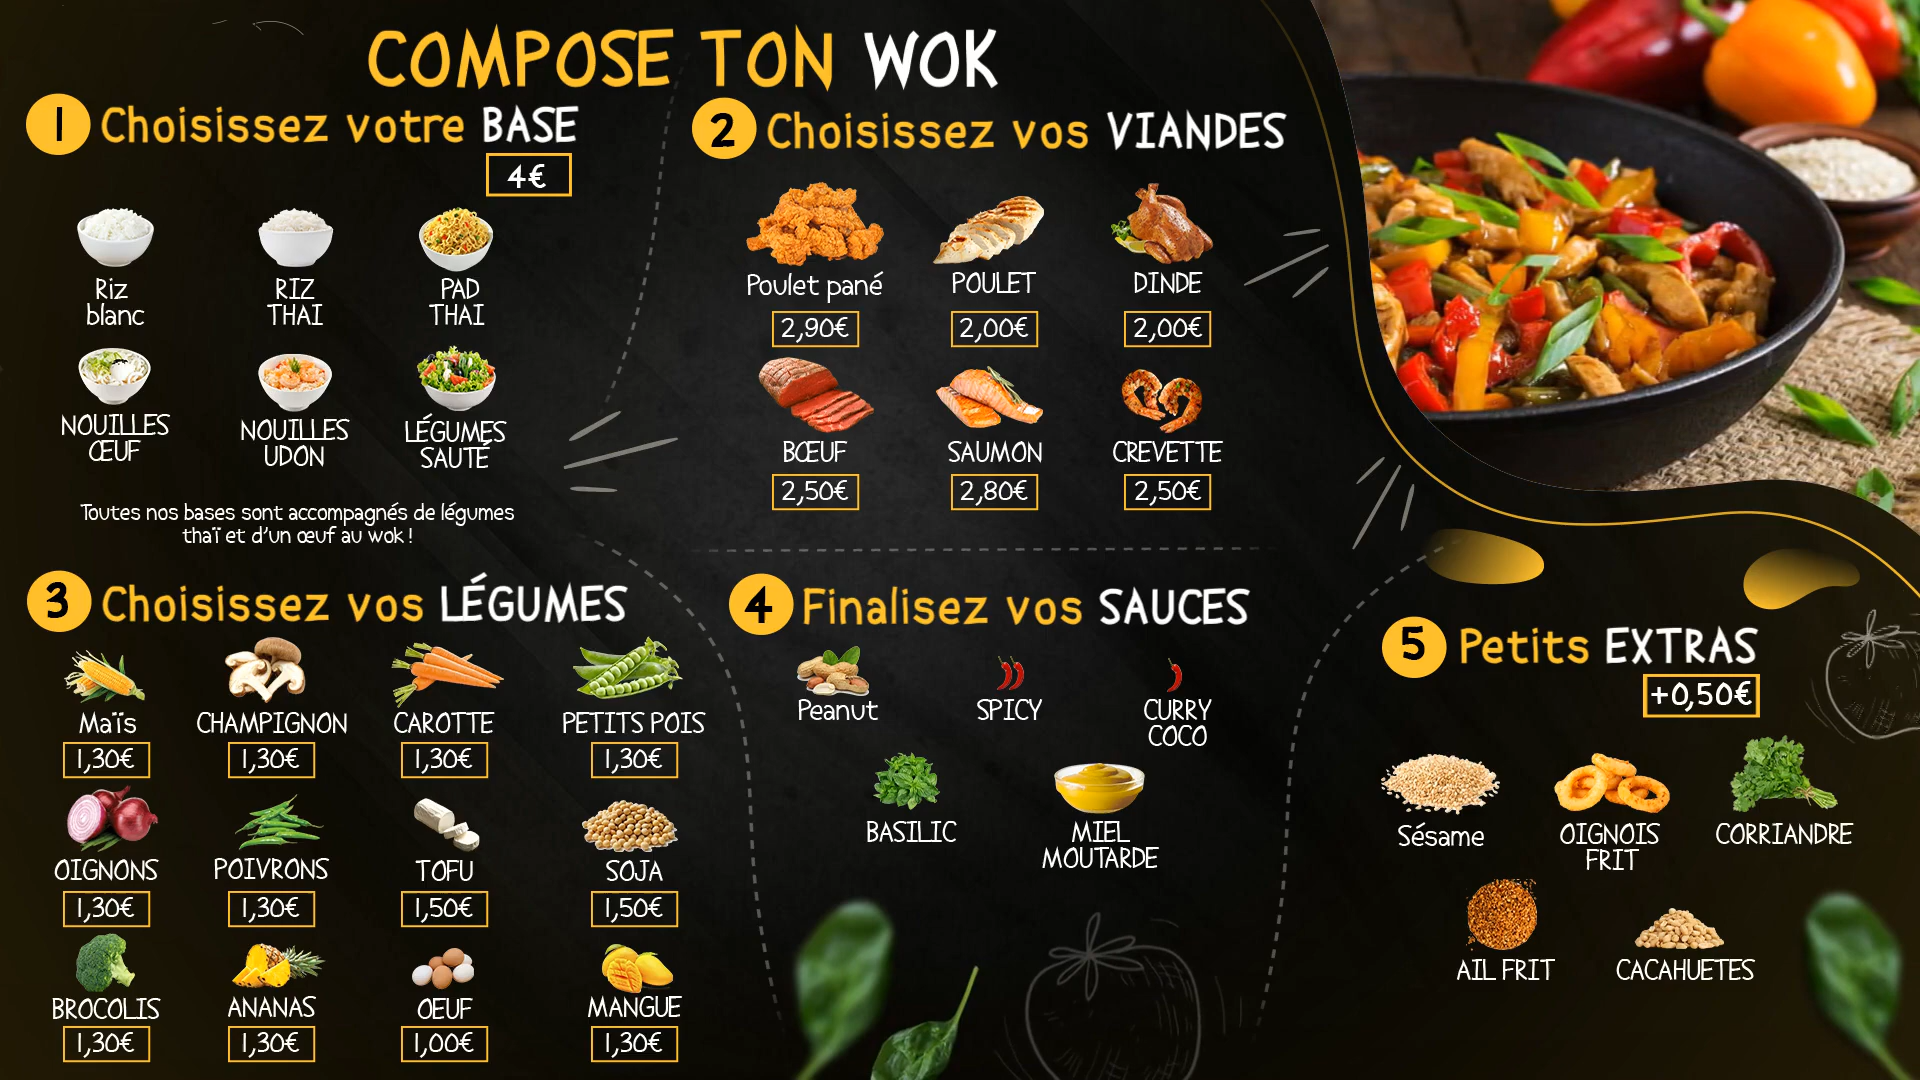 COMPOSE TON WOK
1 Choisissez votre BASE
4€
Riz
blanc
RIZ
THAI
PAD
THAI
NOUILLES
ŒUF
NOUILLES
UDON
LÉGUMES
SAUTÉ
Toutes nos bases sont accompagnés de légumes
thaï et d'un œuf au wok !
2 Choisissez vos VIANDES
Poulet pané
2,90€
POULET
2,00€
DINDE
2,00€
BŒUF
2,50€
SAUMON
2,80€
CREVETTE
2,50€
3 Choisissez vos LÉGUMES
Maïs
1,30€
CHAMPIGNON
1,30€
CAROTTE
1,30€
PETITS POIS
1,30€
OIGNONS
1,30€
POIVRONS
1,30€
TOFU
1,50€
SOJA
1,50€
BROCOLIS
1,30€
ANANAS
1,30€
OEUF
1,00€
MANGUE
1,30€
4 Finalisez vos SAUCES
Peanut
SPICY
CURRY
COCO
BASILIC
MIEL
MOUTARDE
5 Petits EXTRAS
+0,50€
Sésame
OIGNOIS
FRIT
CORRIANDRE
AIL FRIT
CACAHUETES